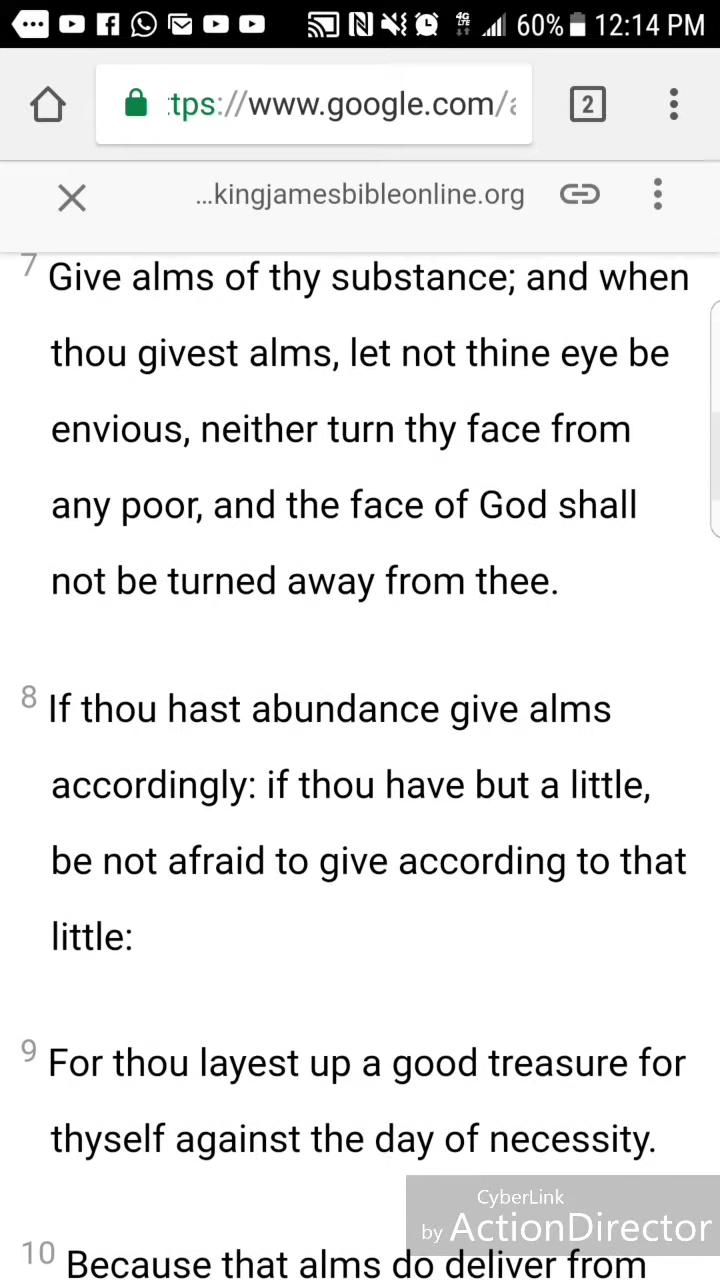 60% 12:14 PM
4G LTE
tps://www.google.com/a
2
...kingjamesbibleonline.org
7 Give alms of thy substance; and when
thou givest alms, let not thine eye be
envious, neither turn thy face from
any poor, and the face of God shall
not be turned away from thee.
8 If thou hast abundance give alms
accordingly: if thou have but a little,
be not afraid to give according to that
little:
9 For thou layest up a good treasure for
thyself against the day of necessity.
CyberLink
by ActionDirector
10 Because that alms do deliver from